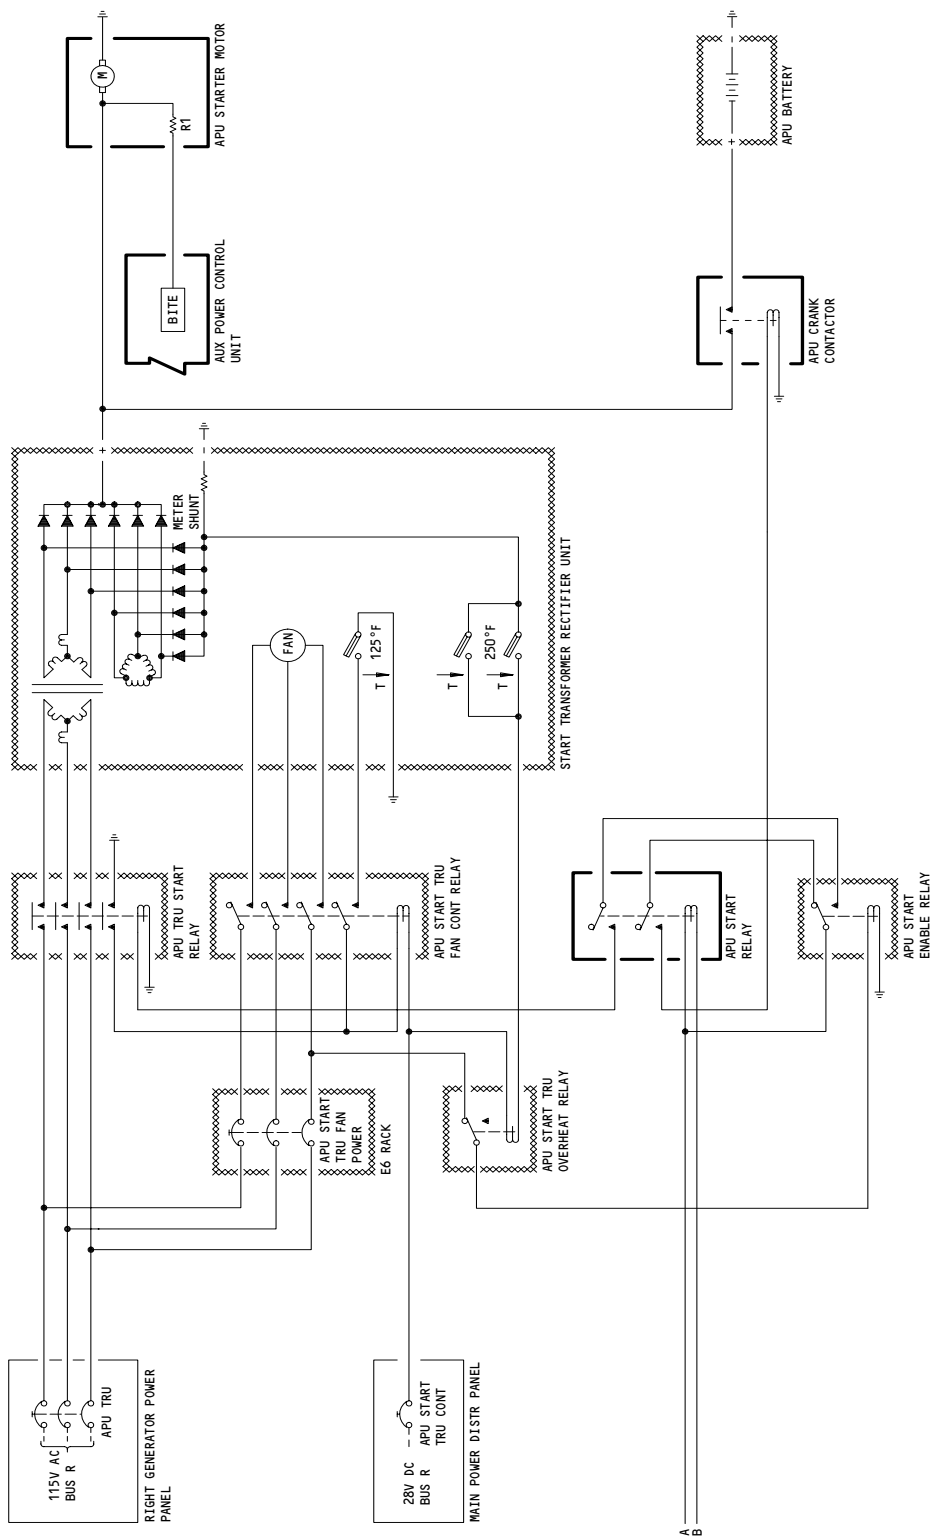 115V AC
BUS R
APU TRU
RIGHT GENERATOR POWER
PANEL
28V DC
BUS R
APU START
TRU CONT
MAIN POWER DISTR PANEL
A
B
APU START
TRU FAN
POWER
E6 RACK
APU START TRU
OVERHEAT RELAY
APU TRU START
RELAY
APU START TRU
FAN CONT RELAY
APU START
RELAY
APU START
ENABLE RELAY
FAN
T
125°F
T
T
250°F
METER
SHUNT
+
-
START TRANSFORMER RECTIFIER UNIT
BITE
AUX POWER CONTROL
UNIT
APU CRANK
CONTACTOR
M
R1
APU STARTER MOTOR
+
-
APU BATTERY